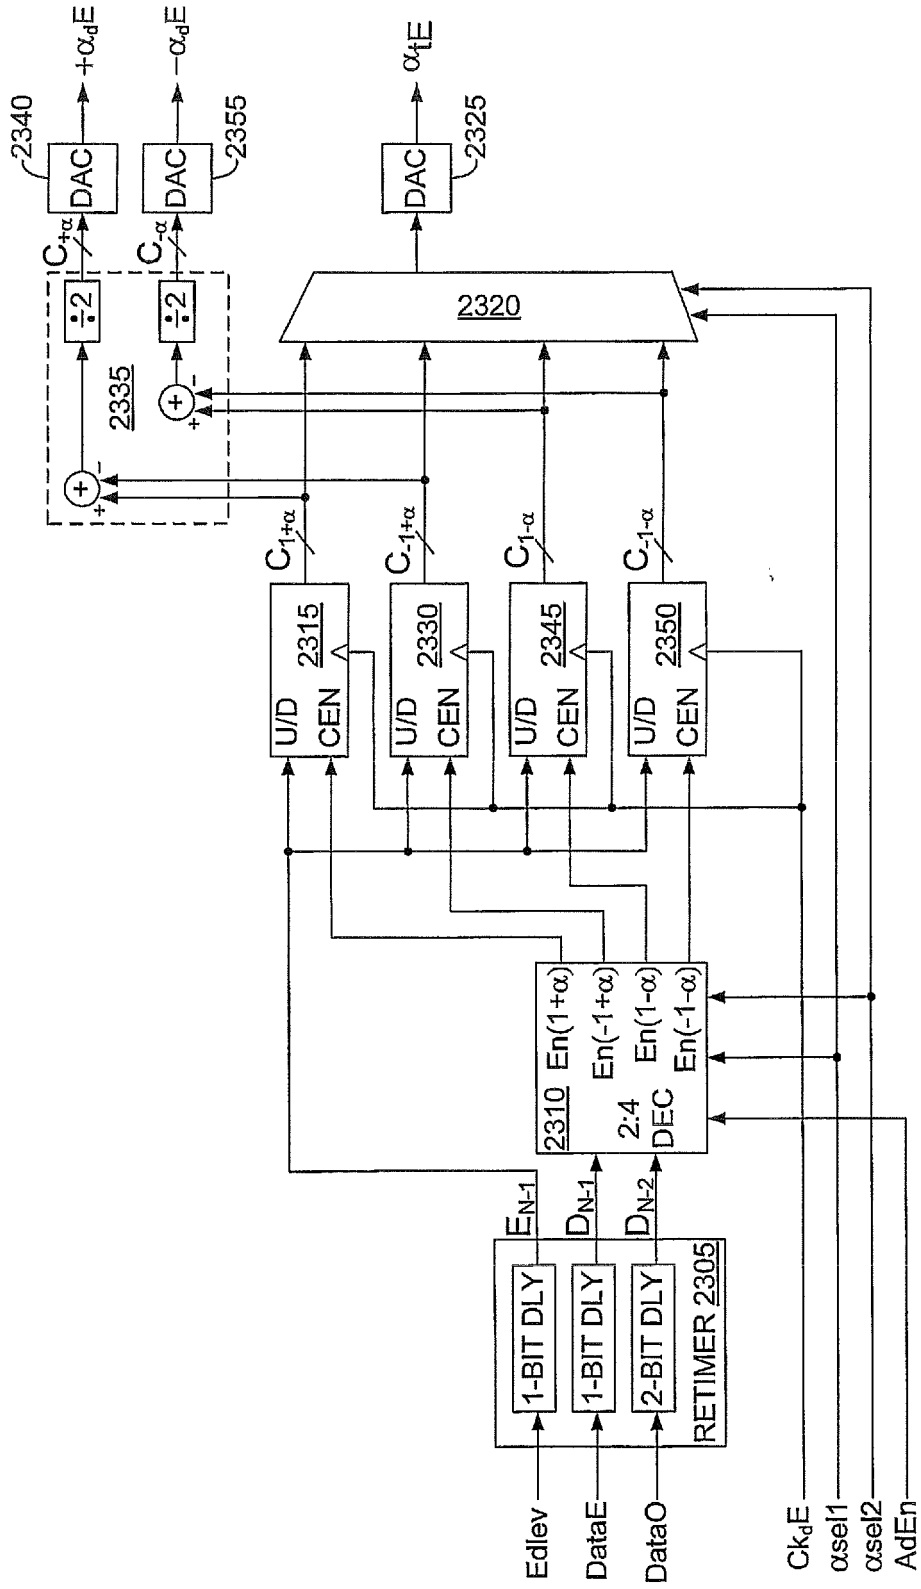 Edlev
DataE
DataO
CkdE
αsel1
αsel2
AdEn
1-BIT DLY
1-BIT DLY
2-BIT DLY
RETIMER 2305
EN-1
DN-1
DN-2
2310
2:4
DEC
En(1+α)
En(-1+α)
En(1-α)
En(-1-α)
U/D
CEN
2315
U/D
CEN
2330
U/D
CEN
2345
U/D
CEN
2350
C1+α
C-1+α
C1-α
C-1-α
+
+
-
+
+
-
2335
÷2
÷2
C+α
C-α
2320
DAC
2340
DAC
2355
DAC
2325
+αdE
-αdE
αtE